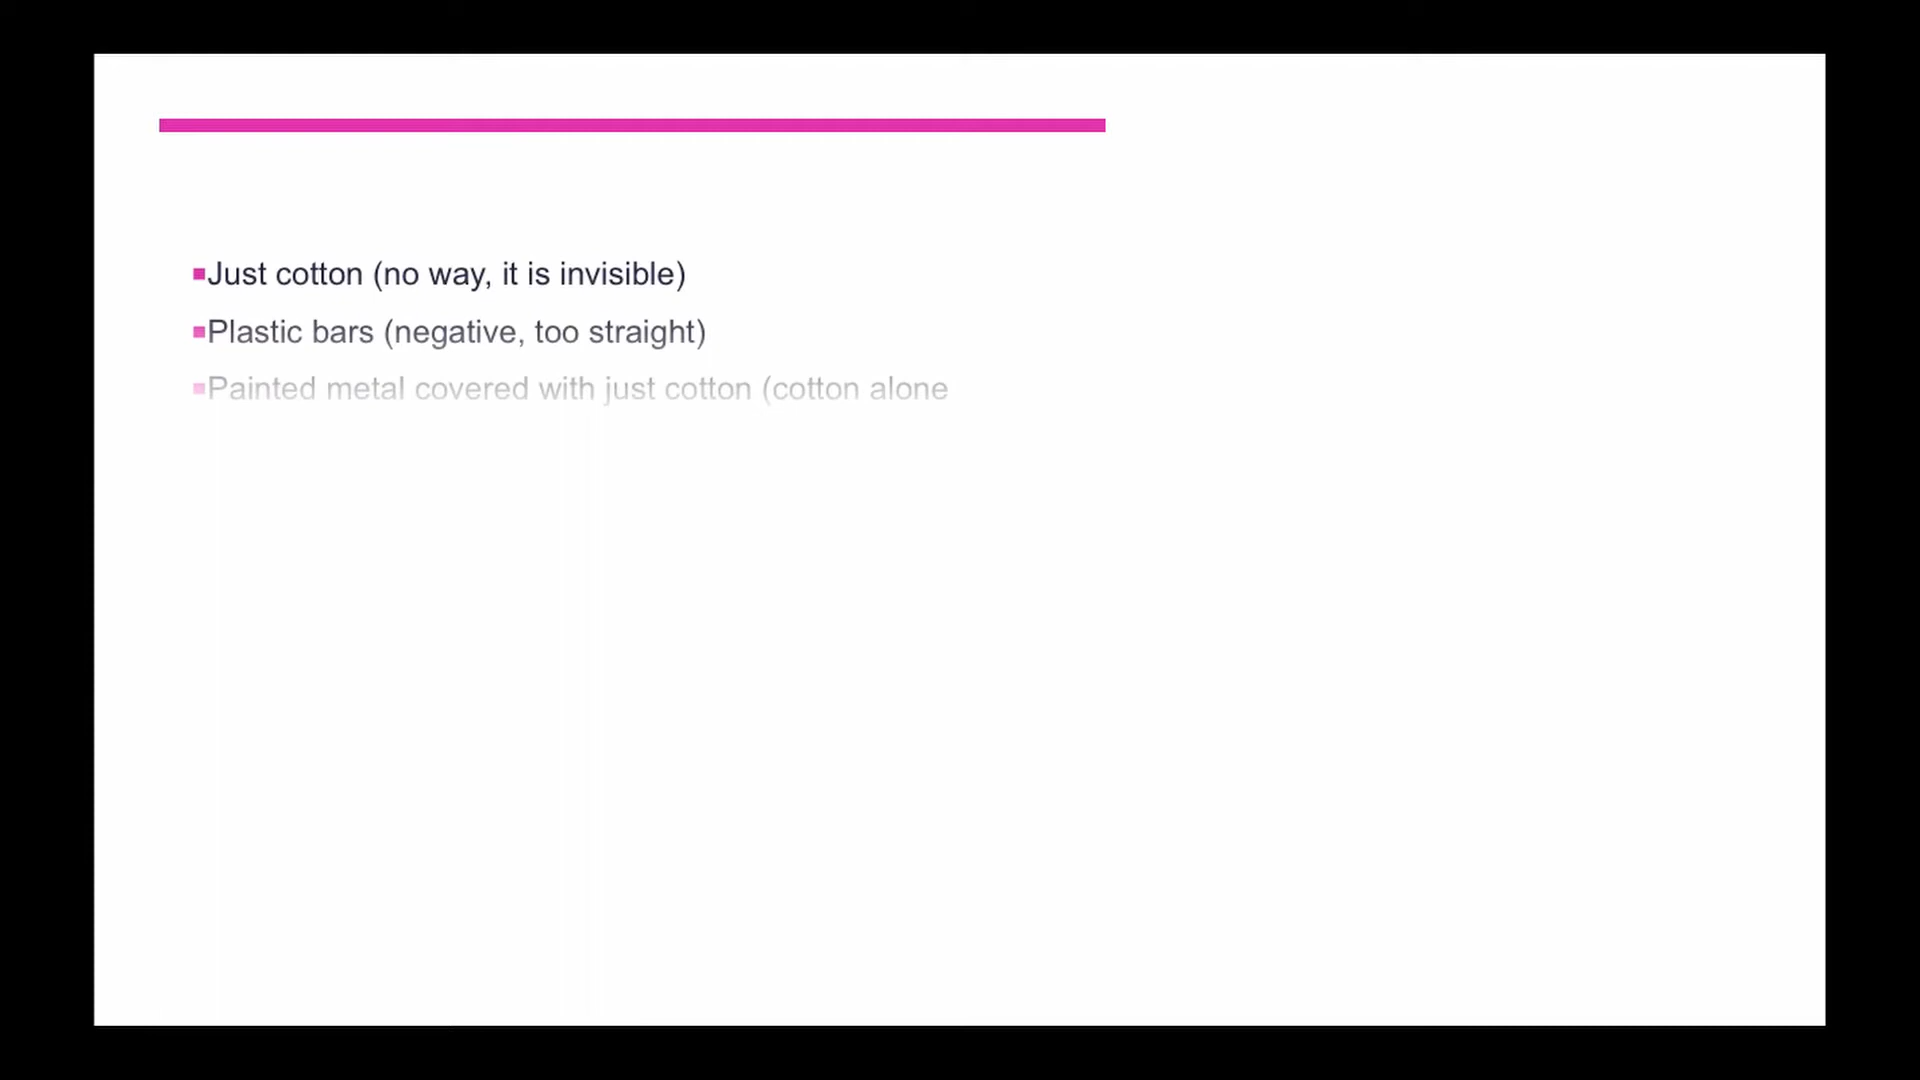 Just cotton (no way, it is invisible)
Plastic bars (negative, too straight)
Painted metal covered with just cotton (cotton alone